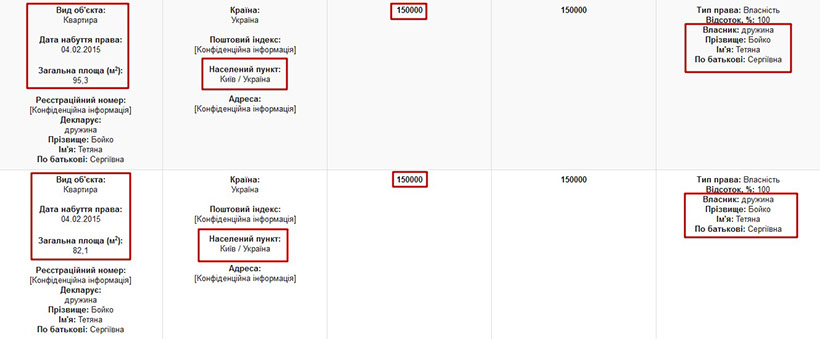 Вид об'єкта:
Квартира
Дата набуття права:
04.02.2015
Загальна площа (м²):
95,3
Реєстраційний номер:
[Конфіденційна інформація]
Декларує:
дружина
Прізвище: Бойко
Ім'я: Тетяна
По батькові: Сергіївна
Країна:
Україна
Поштовий індекс:
[Конфіденційна інформація]
Населений пункт:
Київ / Україна
Адреса:
[Конфіденційна інформація]
150000
150000
Тип права: Власність
Відсоток, %: 100
Власник: дружина
Прізвище: Бойко
Ім'я: Тетяна
По батькові: Сергіївна
Вид об'єкта:
Квартира
Дата набуття права:
04.02.2015
Загальна площа (м²):
82,1
Реєстраційний номер:
[Конфіденційна інформація]
Декларує:
дружина
Прізвище: Бойко
Ім'я: Тетяна
По батькові: Сергіївна
Країна:
Україна
Поштовий індекс:
[Конфіденційна інформація]
Населений пункт:
Київ / Україна
Адреса:
[Конфіденційна інформація]
150000
150000
Тип права: Власність
Відсоток, %: 100
Власник: дружина
Прізвище: Бойко
Ім'я: Тетяна
По батькові: Сергіївна